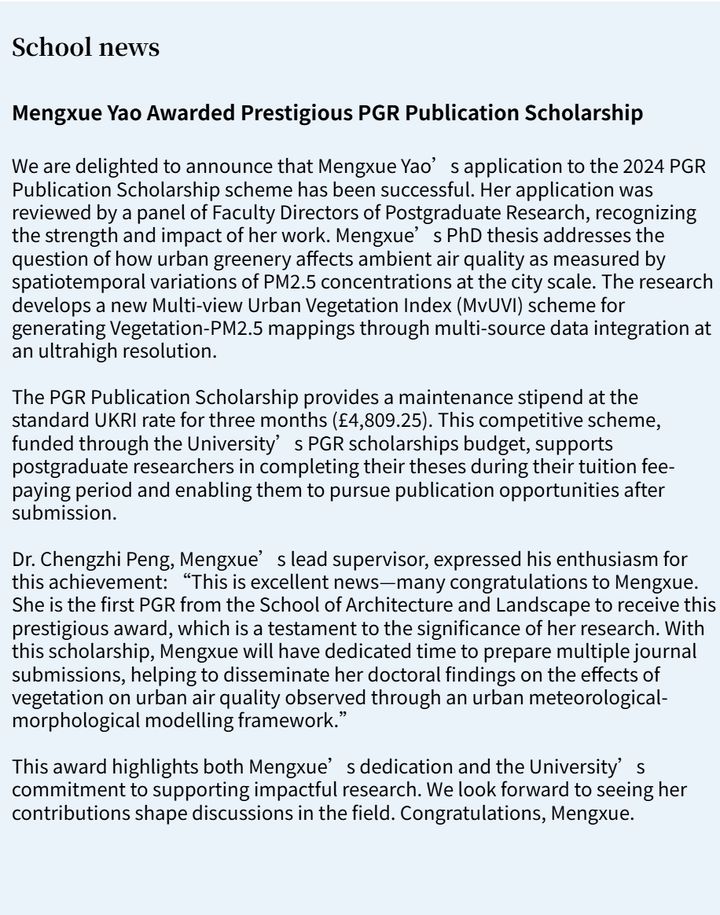 School news
Mengxue Yao Awarded Prestigious PGR Publication Scholarship
We are delighted to announce that Mengxue Yao’s application to the 2024 PGR
Publication Scholarship scheme has been successful. Her application was
reviewed by a panel of Faculty Directors of Postgraduate Research, recognizing
the strength and impact of her work. Mengxue’s PhD thesis addresses the
question of how urban greenery affects ambient air quality as measured by
spatiotemporal variations of PM2.5 concentrations at the city scale. The research
develops a new Multi-view Urban Vegetation Index (MvUVI) scheme for
generating Vegetation-PM2.5 mappings through multi-source data integration at
an ultrahigh resolution.
The PGR Publication Scholarship provides a maintenance stipend at the
standard UKRI rate for three months (£4,809.25). This competitive scheme,
funded through the University’s PGR scholarships budget, supports
postgraduate researchers in completing their theses during their tuition fee-
paying period and enabling them to pursue publication opportunities after
submission.
Dr. Chengzhi Peng, Mengxue’s lead supervisor, expressed his enthusiasm for
this achievement: “This is excellent news—many congratulations to Mengxue.
She is the first PGR from the School of Architecture and Landscape to receive this
prestigious award, which is a testament to the significance of her research. With
this scholarship, Mengxue will have dedicated time to prepare multiple journal
submissions, helping to disseminate her doctoral findings on the effects of
vegetation on urban air quality observed through an urban meteorological-
morphological modelling framework.”
This award highlights both Mengxue’s dedication and the University’s
commitment to supporting impactful research. We look forward to seeing her
contributions shape discussions in the field. Congratulations, Mengxue.